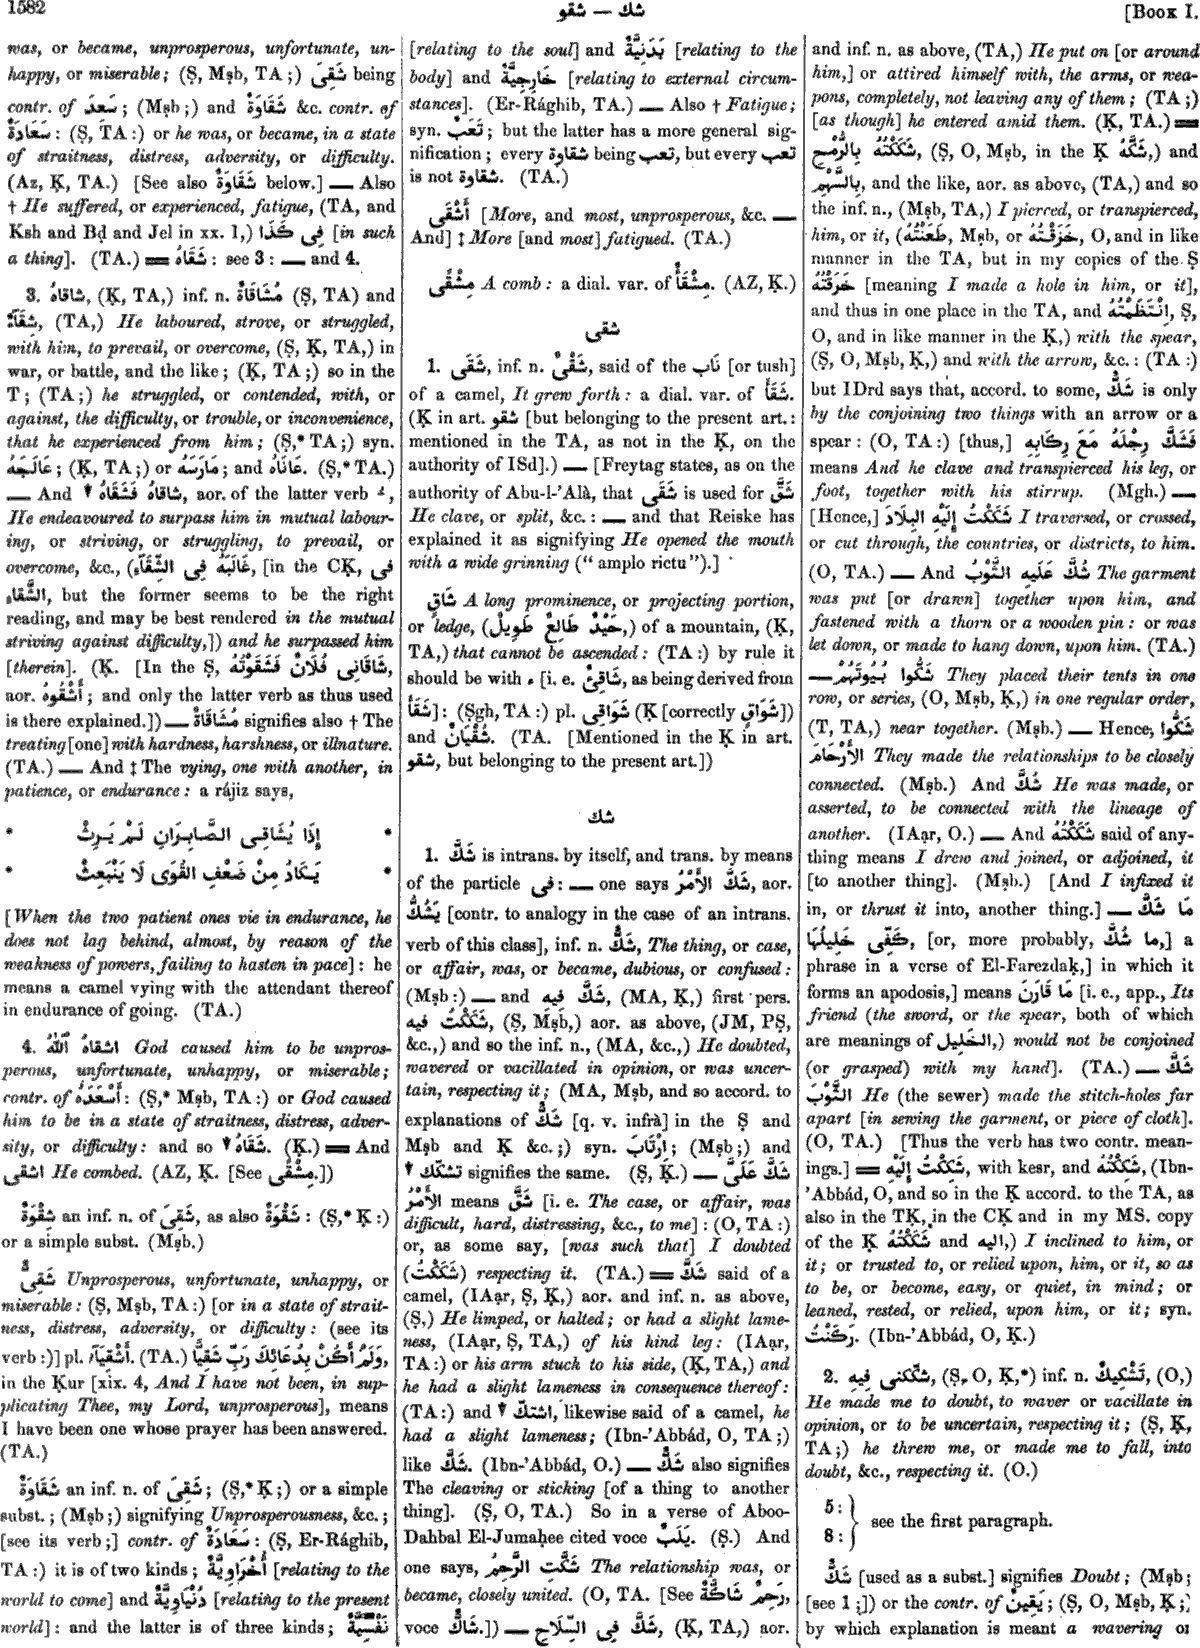 1582
شك — شقو
[Book I.
was, or became, unprosperous, unfortunate, un-
happy, or miserable; (Ṣ, Mṣb, TA;) شَقِىَ being
contr. of سَعِدَ; (Mṣb;) and شَقَاوَةٌ &c. contr. of
سَعَادَةٌ: (Ṣ, TA:) or he was, or became, in a state
of straitness, distress, adversity, or difficulty.
(Az, Ḳ, TA.) [See also شَقَاوَةٌ below.] — Also
† He suffered, or experienced, fatigue, (TA, and
Ksh and Bḍ and Jel in xx. 1,) فِى كَذَا [in such
a thing]. (TA.) = شَقَاهُ: see 3: — and 4.
3. شاقاهُ, (Ḳ, TA,) inf. n. مُشَاقَاةٌ (Ṣ, TA) and
شِقَآءٌ, (TA,) He laboured, strove, or struggled,
with him, to prevail, or overcome, (Ṣ, Ḳ, TA,) in
war, or battle, and the like; (Ḳ, TA;) so in the
T; (TA;) he struggled, or contended, with, or
against, the difficulty, or trouble, or inconvenience,
that he experienced from him; (Ṣ,* TA;) syn.
عَالَجَهُ; (Ḳ, TA;) or مَارَسَهُ; and عَانَاهُ. (Ṣ,* TA.)
— And شاقاهُ فَشَقَاهُ ▼, aor. of the latter verb ـُ,
He endeavoured to surpass him in mutual labour-
ing, or striving, or struggling, to prevail, or
overcome, &c., (غَالَبَهُ فِى الشِّقَآءِ, [in the CḲ, فى
الشَّقاءِ, but the former seems to be the right
reading, and may be best rendered in the mutual
striving against difficulty,]) and he surpassed him
[therein]. (Ḳ. [In the Ṣ, شَاقَانِى فُلَانٌ فَشَقَوْتُهُ,
aor. أَشْقُوهُ; and only the latter verb as thus used
is there explained.]) — مُشَاقَاةٌ signifies also † The
treating [one] with hardness, harshness, or illnature.
(TA.) — And ‡ The vying, one with another, in
patience, or endurance: a rájiz says,
* إِذَا يُشَاقِى الصَّابِرَانِ لَمْ يَرِثْ *
* يَكَادُ مِنْ ضَعْفِ القُوَى لَا يَنْبَعِثْ *
[When the two patient ones vie in endurance, he
does not lag behind, almost, by reason of the
weakness of powers, failing to hasten in pace]: he
means a camel vying with the attendant thereof
in endurance of going. (TA.)
4. اشقاهُ ٱللّٰهُ God caused him to be unpros-
perous, unfortunate, unhappy, or miserable;
contr. of أَسْعَدَهُ: (Ṣ,* Mṣb, TA:) or God caused
him to be in a state of straitness, distress, adver-
sity, or difficulty: and so شَقَاهُ ▼. (Ḳ.) = And
اشقى He combed. (AZ, Ḳ. [See مِشْقًى.])
شِقْوَةٌ an inf. n. of شَقِىَ, as also شَقْوَةٌ: (Ṣ,* Ḳ:)
or a simple subst. (Mṣb.)
شَقِىٌّ Unprosperous, unfortunate, unhappy, or
miserable: (Ṣ, Mṣb, TA:) [or in a state of strait-
ness, distress, adversity, or difficulty: (see its
verb:)] pl. أَشْقِيَآءُ. (TA.) وَلَمْ أَكُنْ بِدُعَائِكَ رَبِّ شَقِيًّا,
in the Ḳur [xix. 4, And I have not been, in sup-
plicating Thee, my Lord, unprosperous], means
I have been one whose prayer has been answered.
(TA.)
شَقَاوَةٌ an inf. n. of شَقِىَ; (Ṣ,* Ḳ;) or a simple
subst.; (Mṣb;) signifying Unprosperousness, &c.;
[see its verb;] contr. of سَعَادَةٌ: (Ṣ, Er-Rághib,
TA:) it is of two kinds; أُخْرَاوِيَّةٌ [relating to the
world to come] and دُنْيَاوِيَّةٌ [relating to the present
world]: and the latter is of three kinds; نَفْسِيَّةٌ
[relating to the soul] and بَدَنِيَّةٌ [relating to the
body] and خَارِجِيَّةٌ [relating to external circum-
stances]. (Er-Rághib, TA.) — Also † Fatigue;
syn. تَعَبٌ; but the latter has a more general sig-
nification; every شقاوة being تعب, but every تعب
is not شقاوة. (TA.)
أَشْقَى [More, and most, unprosperous, &c. —
And] ‡ More [and most] fatigued. (TA.)
مِشْقًى A comb: a dial. var. of مِشْقَأٌ. (AZ, Ḳ.)
شقى
1. شَقَى, inf. n. شَقْىٌ, said of the نَاب [or tush]
of a camel, It grew forth: a dial. var. of شَقَأَ.
(Ḳ in art. شقو [but belonging to the present art.:
mentioned in the TA, as not in the Ḳ, on the
authority of ISd].) — [Freytag states, as on the
authority of Abu-l-'Alà, that شَقَى is used for شَقَّ
He clave, or split, &c.: — and that Reiske has
explained it as signifying He opened the mouth
with a wide grinning ("amplo rictu").]
شَاقٍ A long prominence, or projecting portion,
or ledge, (حَيْدٌ طَالِعٌ طَوِيلٌ,) of a mountain, (Ḳ,
TA,) that cannot be ascended: (TA:) by rule it
should be with ء [i. e. شَاقِئٌ, as being derived from
شَقَأَ]: (Ṣgh, TA:) pl. شَوَاقِى (Ḳ [correctly شَوَاقٍ])
and شُقْيَانٌ. (TA. [Mentioned in the Ḳ in art.
شقو, but belonging to the present art.])
شك
1. شَكَّ is intrans. by itself, and trans. by means
of the particle فِى: — one says شَكَّ الأَمْرُ, aor.
يَشُكُّ [contr. to analogy in the case of an intrans.
verb of this class], inf. n. شَكٌّ, The thing, or case,
or affair, was, or became, dubious, or confused:
(Mṣb:) — and شَكَّ فِيهِ, (MA, Ḳ,) first pers.
شَكَكْتُ فيه, (Ṣ, Mṣb,) aor. as above, (JM, PṢ,
&c.,) and so the inf. n., (MA, &c.,) He doubted,
wavered or vacillated in opinion, or was uncer-
tain, respecting it; (MA, Mṣb, and so accord. to
explanations of شَكٌّ [q. v. infrà] in the Ṣ and
Mṣb and Ḳ &c.;) syn. اِرْتَابَ; (Mṣb;) and
تشكّك ▼ signifies the same. (Ṣ, Ḳ.) — شَكَّ عَلَىَّ
الأَمْرُ means شَقَّ [i. e. The case, or affair, was
difficult, hard, distressing, &c., to me]: (O, TA:)
or, as some say, [was such that] I doubted
(شَكَكْتُ) respecting it. (TA.) = شَكَّ said of a
camel, (IAạr, Ṣ, Ḳ,) aor. and inf. n. as above,
(Ṣ,) He limped, or halted; or had a slight lame-
ness, (IAạr, Ṣ, TA,) of his hind leg: (IAạr,
TA:) or his arm stuck to his side, (Ḳ, TA,) and
he had a slight lameness in consequence thereof:
(TA:) and اشتكّ ▼, likewise said of a camel, he
had a slight lameness; (Ibn-'Abbád, O, TA;)
like شَكَّ. (Ibn-'Abbád, O.) — شَكٌّ also signifies
The cleaving or sticking [of a thing to another
thing]. (Ṣ, O, TA.) So in a verse of Aboo-
Dahbal El-Jumaḥee cited voce يَلَبٌ. (Ṣ.) And
one says, شَكَّتِ الرَّحِمُ The relationship was, or
became, closely united. (O, TA. [See رَحِمٌ شَاكَّةٌ,
voce شَاكٌّ.]) — شَكَّ فِى السِّلَاحِ, (Ḳ, TA,) aor.
and inf. n. as above, (TA,) He put on [or around
him,] or attired himself with, the arms, or wea-
pons, completely, not leaving any of them; (TA;)
[as though] he entered amid them. (Ḳ, TA.) =
شَكَكْتُهُ بِالرُّمْحِ, (Ṣ, O, Mṣb, in the Ḳ شَكَّهُ,) and
بِالسَّهْمِ, and the like, aor. as above, (TA,) and so
the inf. n., (Mṣb, TA,) I pierced, or transpierced,
him, or it, (طَعَنْتُهُ, Mṣb, or خَزَقْتُهُ, O, and in like
manner in the TA, but in my copies of the Ṣ
خَرَقْتُهُ [meaning I made a hole in him, or it],
and thus in one place in the TA, and اِنْتَظَمْتُهُ, Ṣ,
O, and in like manner in the Ḳ,) with the spear,
(Ṣ, O, Mṣb, Ḳ,) and with the arrow, &c.: (TA:)
but IDrd says that, accord. to some, شَكٌّ is only
by the conjoining two things with an arrow or a
spear: (O, TA:) [thus,] فَشَكَّ رِجْلَهُ مَعَ رِكَابِهِ
means And he clave and transpierced his leg, or
foot, together with his stirrup. (Mgh.) —
[Hence,] شَكَكْتُ إِلَيْهِ البِلَادَ I traversed, or crossed,
or cut through, the countries, or districts, to him.
(O, TA.) — And شُكَّ عَلَيهِ الثَّوْبُ The garment
was put [or drawn] together upon him, and
fastened with a thorn or a wooden pin: or was
let down, or made to hang down, upon him. (TA.)
— شَكُّوا بُيُوتَهُمْ They placed their tents in one
row, or series, (O, Mṣb, Ḳ,) in one regular order,
(T, TA,) near together. (Mṣb.) — Hence, شَكُّوا
الأَرْحَامَ They made the relationships to be closely
connected. (Mṣb.) And شُكَّ He was made, or
asserted, to be connected with the lineage of
another. (IAạr, O.) — And شَكَكْتُهُ said of any-
thing means I drew and joined, or adjoined, it
[to another thing]. (Mṣb.) [And I infixed it
in, or thrust it into, another thing.] — مَا شَكَّ
كَفِّى خَلِيلُهَا, [or, more probably, ما شُكَّ,] a
phrase in a verse of El-Farezdaḳ,] in which it
forms an apodosis,] means مَا قَارَنَ [i. e., app., Its
friend (the sword, or the spear, both of which
are meanings of الخَلِيل,) would not be conjoined
(or grasped) with my hand]. (TA.) — شَكَّ
الثَّوْبَ He (the sewer) made the stitch-holes far
apart [in sewing the garment, or piece of cloth].
(O, TA.) [Thus the verb has two contr. mean-
ings.] = شَكِكْتُ إِلَيْهِ, with kesr, and شَكِكْتُهُ, (Ibn-
'Abbád, O, and so in the Ḳ accord. to the TA, as
also in the TḲ, in the CḲ and in my MS. copy
of the Ḳ شَكَكْتُهُ and اليه,) I inclined to him, or
it; or trusted to, or relied upon, him, or it, so as
to be, or become, easy, or quiet, in mind; or
leaned, rested, or relied, upon him, or it; syn.
رَكَنْتُ. (Ibn-'Abbád, O, Ḳ.)
2. شكّكنى فِيهِ, (Ṣ, O, Ḳ,*) inf. n. تَشْكِيكٌ, (O,)
He made me to doubt, to waver or vacillate in
opinion, or to be uncertain, respecting it; (Ṣ, Ḳ,
TA;) he threw me, or made me to fall, into
doubt, &c., respecting it. (O.)
5:
8:
see the first paragraph.
شَكٌّ [used as a subst.] signifies Doubt; (Mṣb;
[see 1;]) or the contr. of يَقِينٌ; (Ṣ, O, Mṣb, Ḳ;)
by which explanation is meant a wavering or